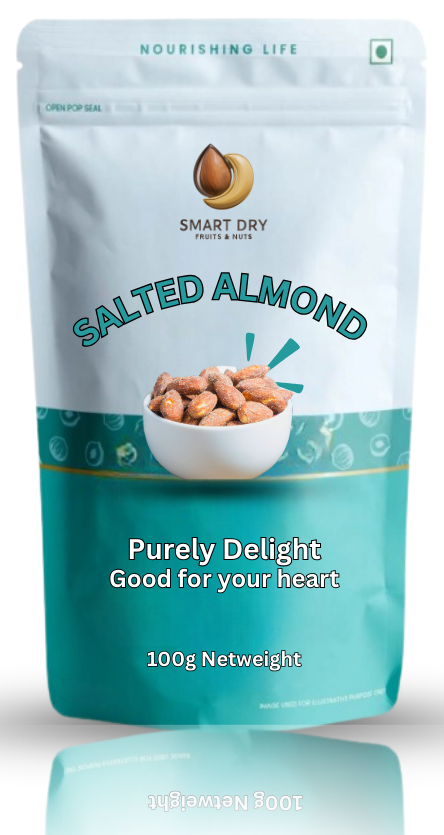 NOURISHING LIFE
OPEN POP SEAL
SMART DRY
FRUITS & NUTS
SALTED ALMOND
Purely Delight
Good for your heart
100g Netweight
IMAGE USED FOR ILLUSTRATIVE PURPOSE ONLY